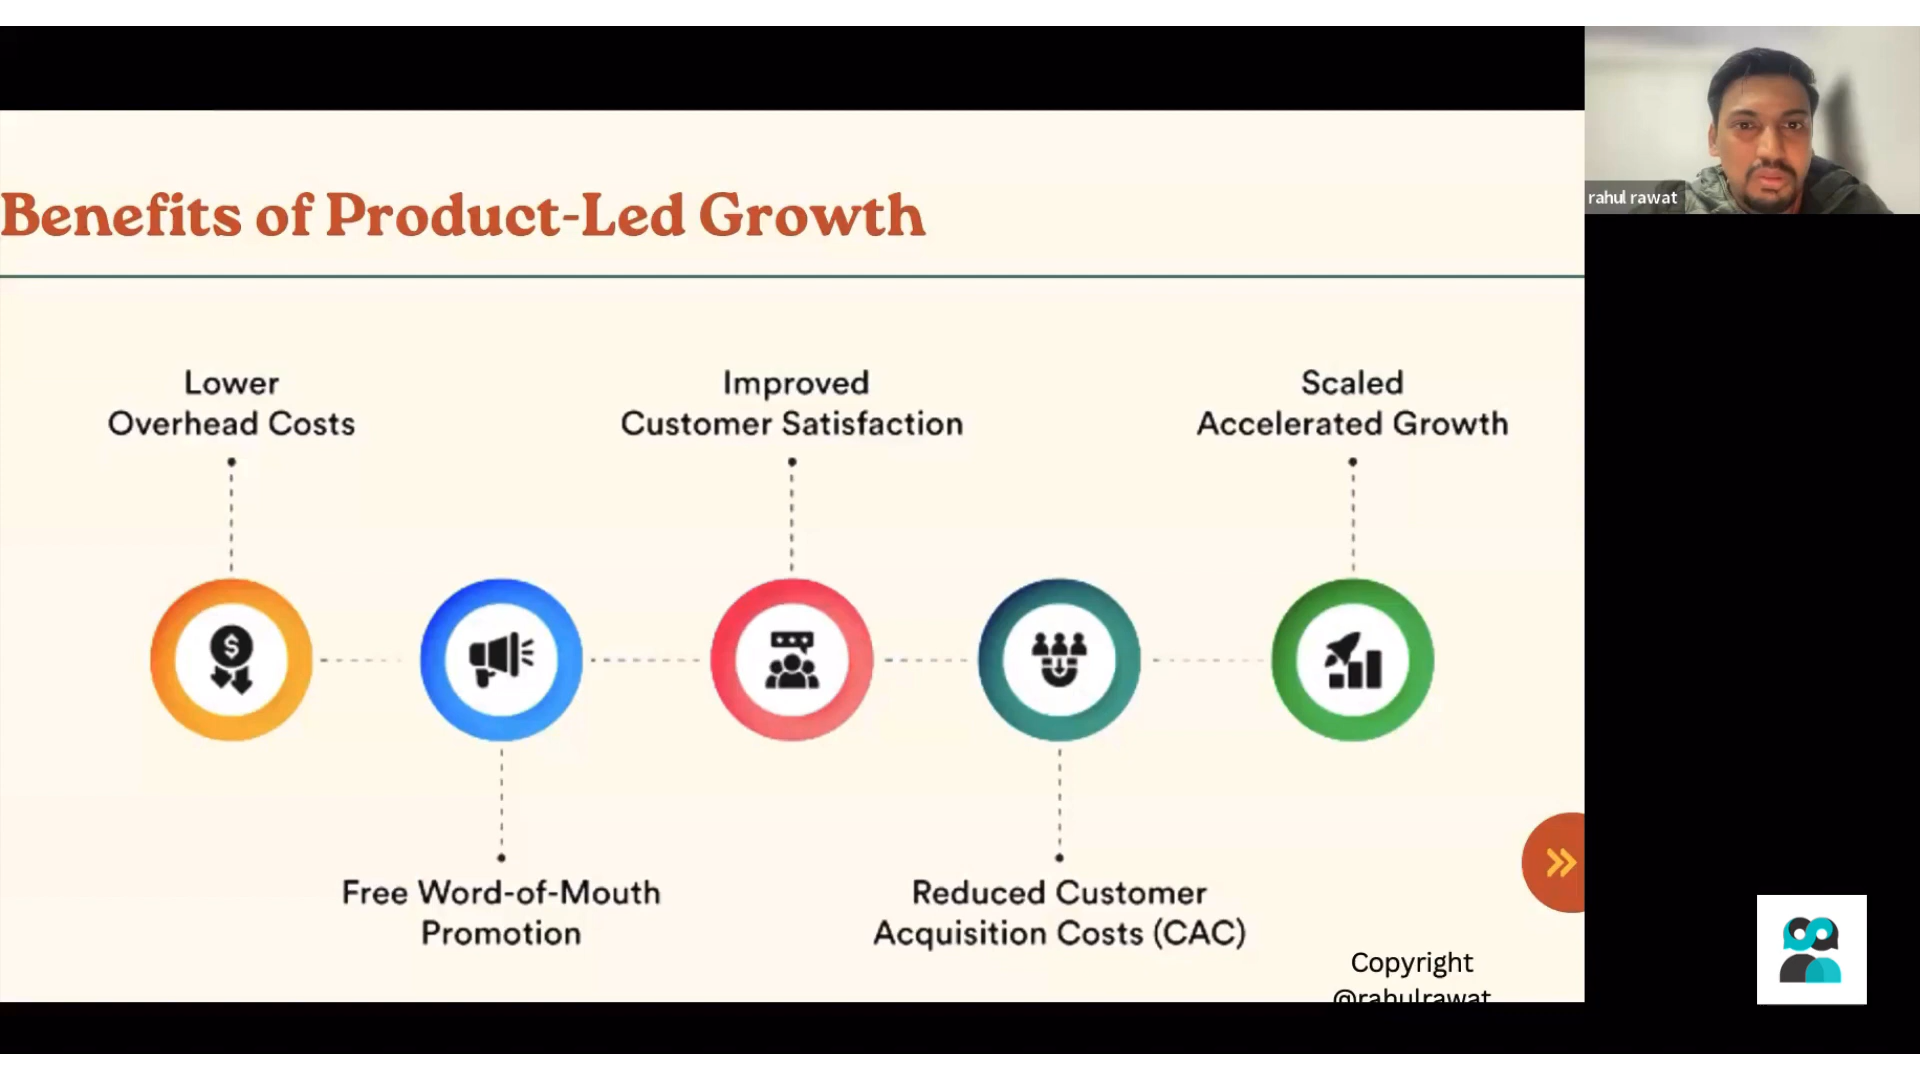 rahul rawat
Benefits of Product-Led Growth
Lower
Overhead Costs
Improved
Customer Satisfaction
Scaled
Accelerated Growth
$
Free Word-of-Mouth
Promotion
Reduced Customer
Acquisition Costs (CAC)
Copyright
@rahulrawat